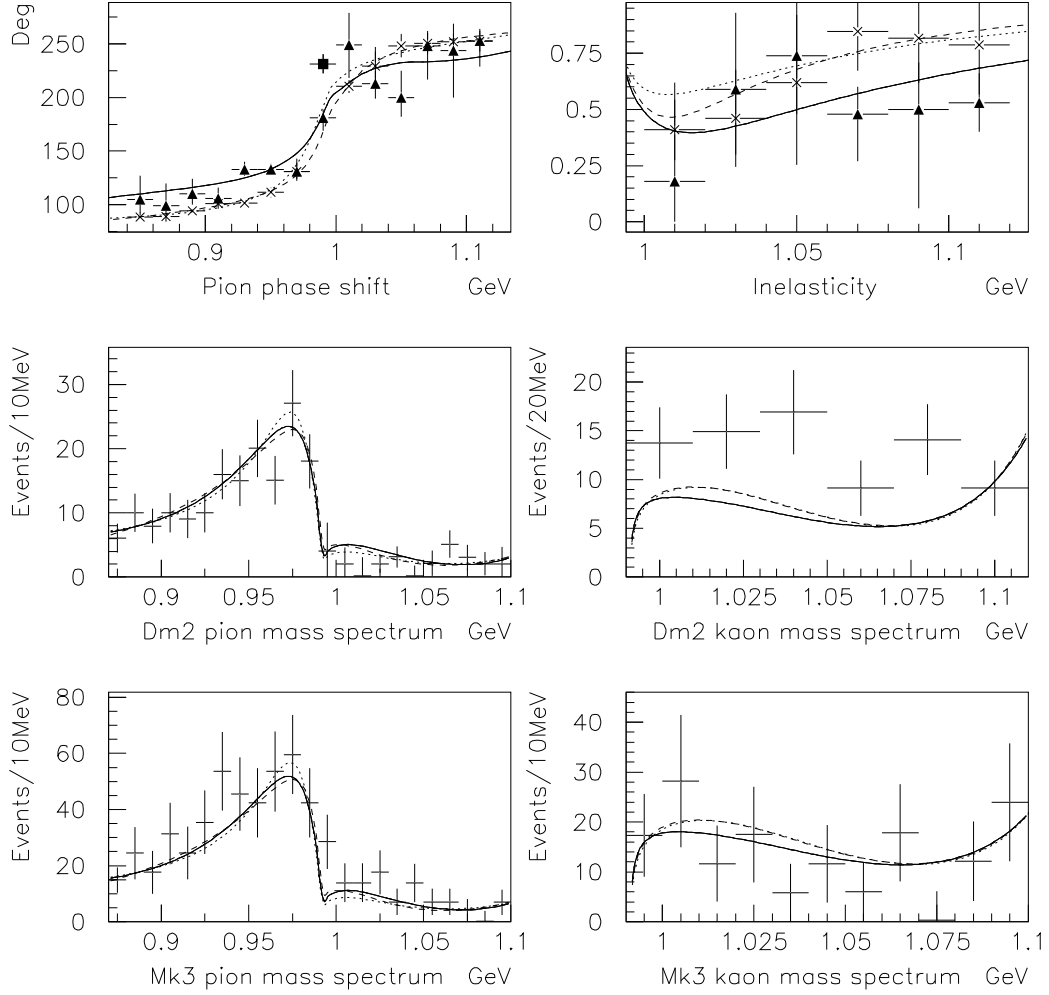 Deg
250
200
150
100
0.9 1 1.1
Pion phase shift GeV
0.75
0.5
0.25
0
1 1.05 1.1
Inelasticity GeV
Events/10MeV
30
20
10
0
0.9 0.95 1 1.05 1.1
Dm2 pion mass spectrum GeV
Events/20MeV
20
15
10
5
0
1 1.025 1.05 1.075 1.1
Dm2 kaon mass spectrum GeV
Events/10MeV
80
60
40
20
0
0.9 0.95 1 1.05 1.1
Mk3 pion mass spectrum GeV
Events/10MeV
40
30
20
10
0
1 1.025 1.05 1.075 1.1
Mk3 kaon mass spectrum GeV